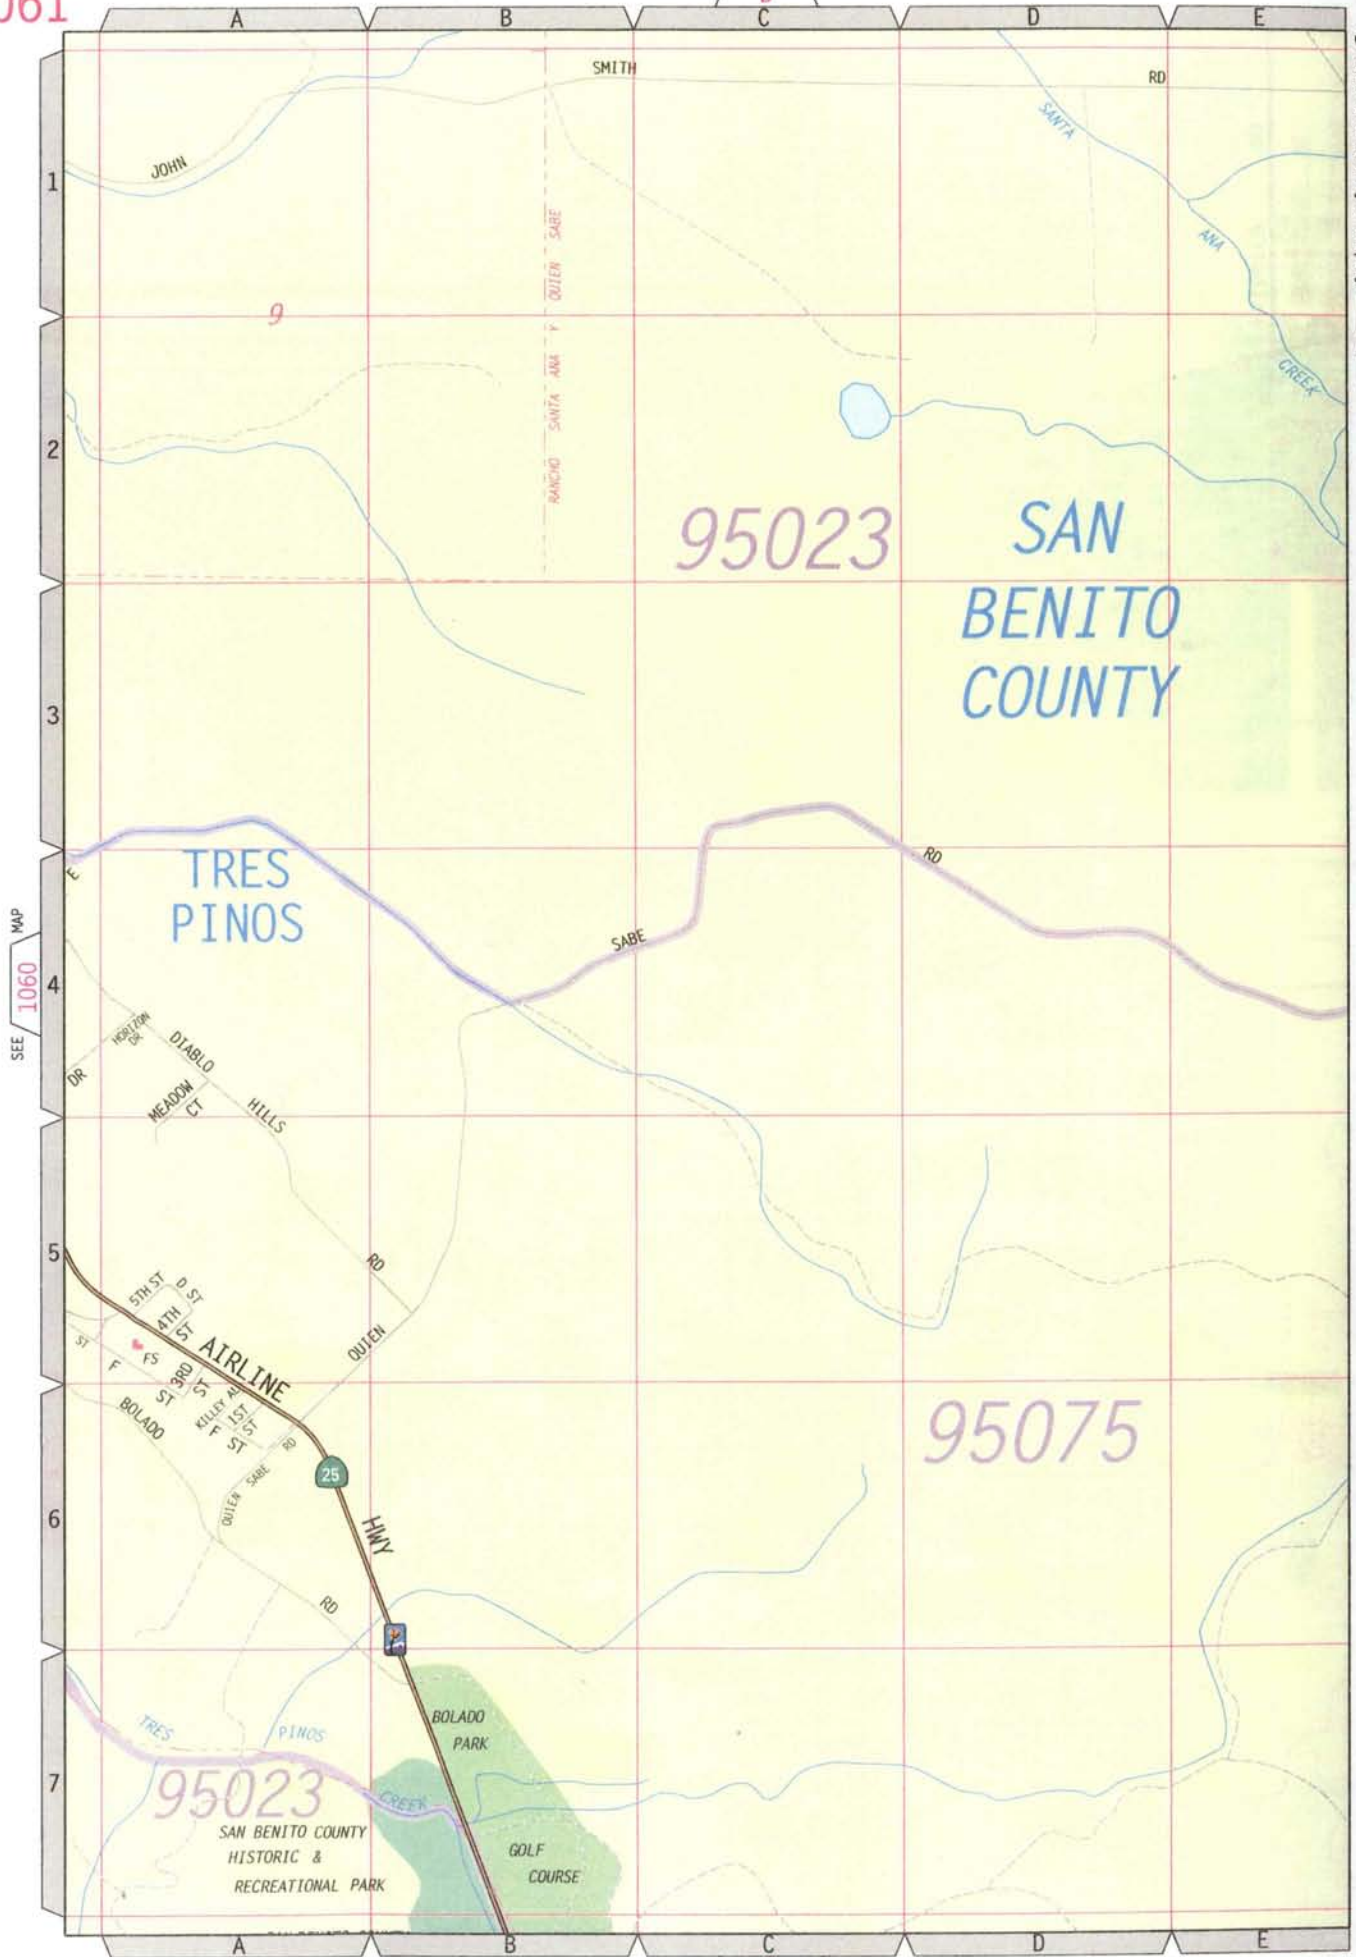 A B C D E
SMITH RD
JOHN
SANTA
ANA
CREEK
1
RANCHO SANTA ANA Y QUIEN SABE
9
2
95023
SAN
BENITO
COUNTY
3
TRES
PINOS
E
RD
SABE
SEE 1060 MAP
4
HORIZON
DR
DIABLO
HILLS
RD
DR
MEADOW
CT
5
5TH ST
D ST
4TH
ST
AIRLINE
QUIEN
ST
F
ST
FS
3RD
ST
KILLEY AL
1ST
ST
F ST
BOLADO
RD
95075
RD
QUIEN SABE
25
HWY
6
TRES PINOS
CREEK
BOLADO
PARK
7
95023
SAN BENITO COUNTY
HISTORIC &
RECREATIONAL PARK
GOLF
COURSE
A B C D E